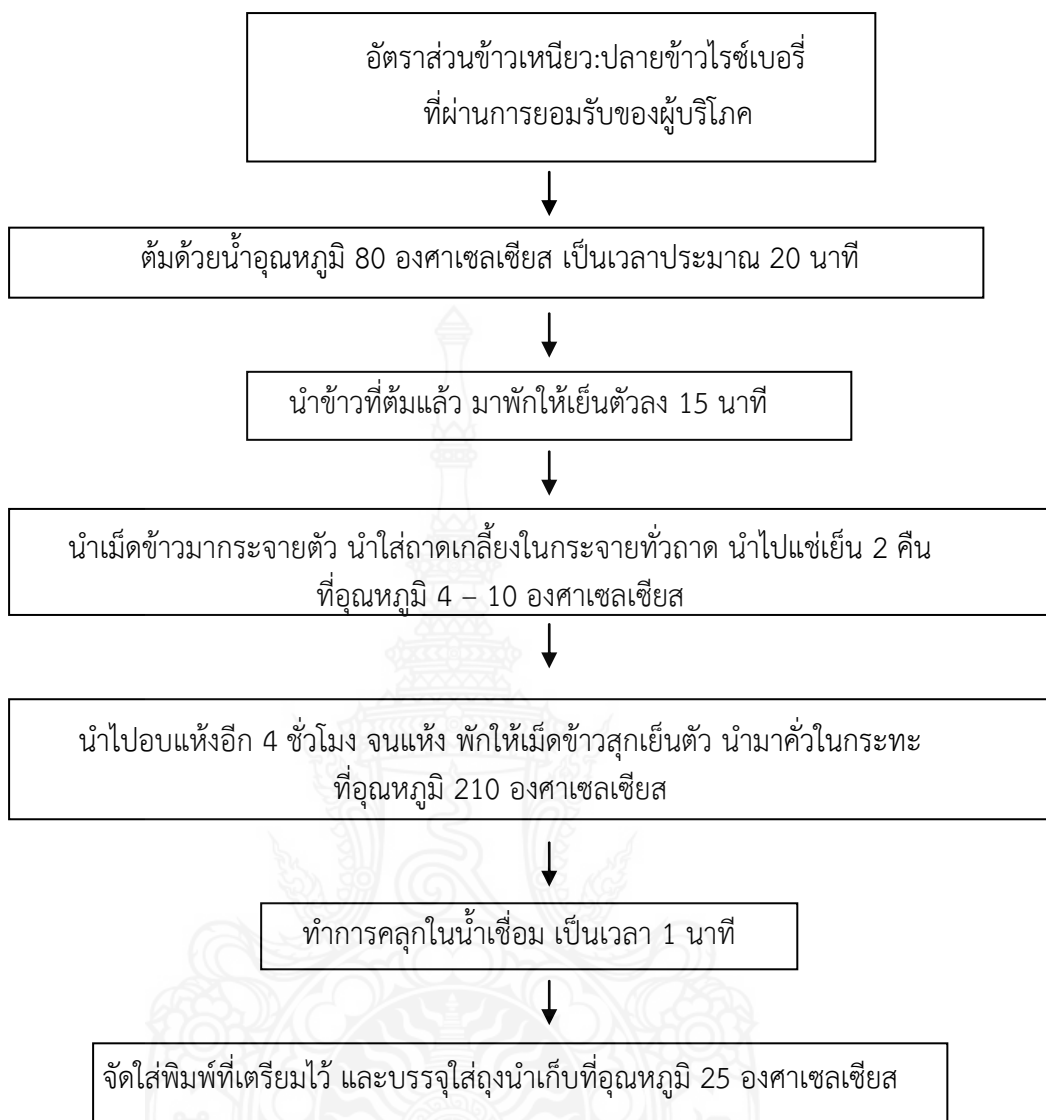 อัตราส่วนข้าวเหนียว:ปลายข้าวไรซ์เบอรี่
ที่ผ่านการยอมรับของผู้บริโภค
ต้มด้วยน้ำอุณหภูมิ 80 องศาเซลเซียส เป็นเวลาประมาณ 20 นาที
นำข้าวที่ต้มแล้ว มาพักให้เย็นตัวลง 15 นาที
นำเม็ดข้าวมากระจายตัว นำใส่ถาดเกลี้ยงในกระจายทั่วถาด นำไปแช่เย็น 2 คืน
ที่อุณหภูมิ 4 – 10 องศาเซลเซียส
นำไปอบแห้งอีก 4 ชั่วโมง จนแห้ง พักให้เม็ดข้าวสุกเย็นตัว นำมาคั่วในกระทะ
ที่อุณหภูมิ 210 องศาเซลเซียส
ทำการคลุกในน้ำเชื่อม เป็นเวลา 1 นาที
จัดใส่พิมพ์ที่เตรียมไว้ และบรรจุใส่ถุงนำเก็บที่อุณหภูมิ 25 องศาเซลเซียส